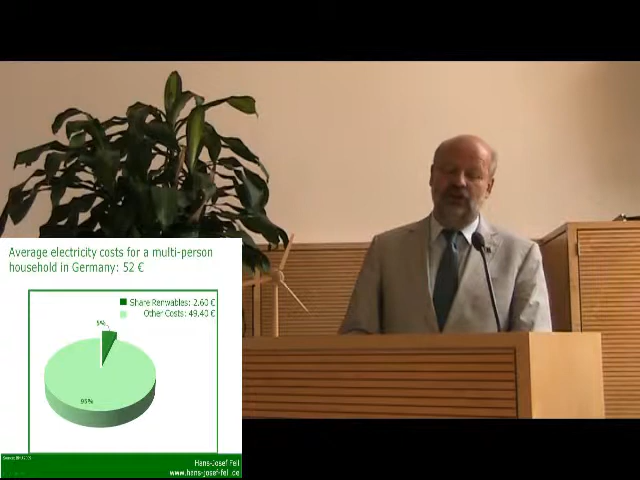 Average electricity costs for a multi-person
household in Germany: 52 €
Share Renwables: 2.60 €
Other Costs: 49.40 €
5%
95%
Hans-Josef Fell
www.hans-josef-fell.de